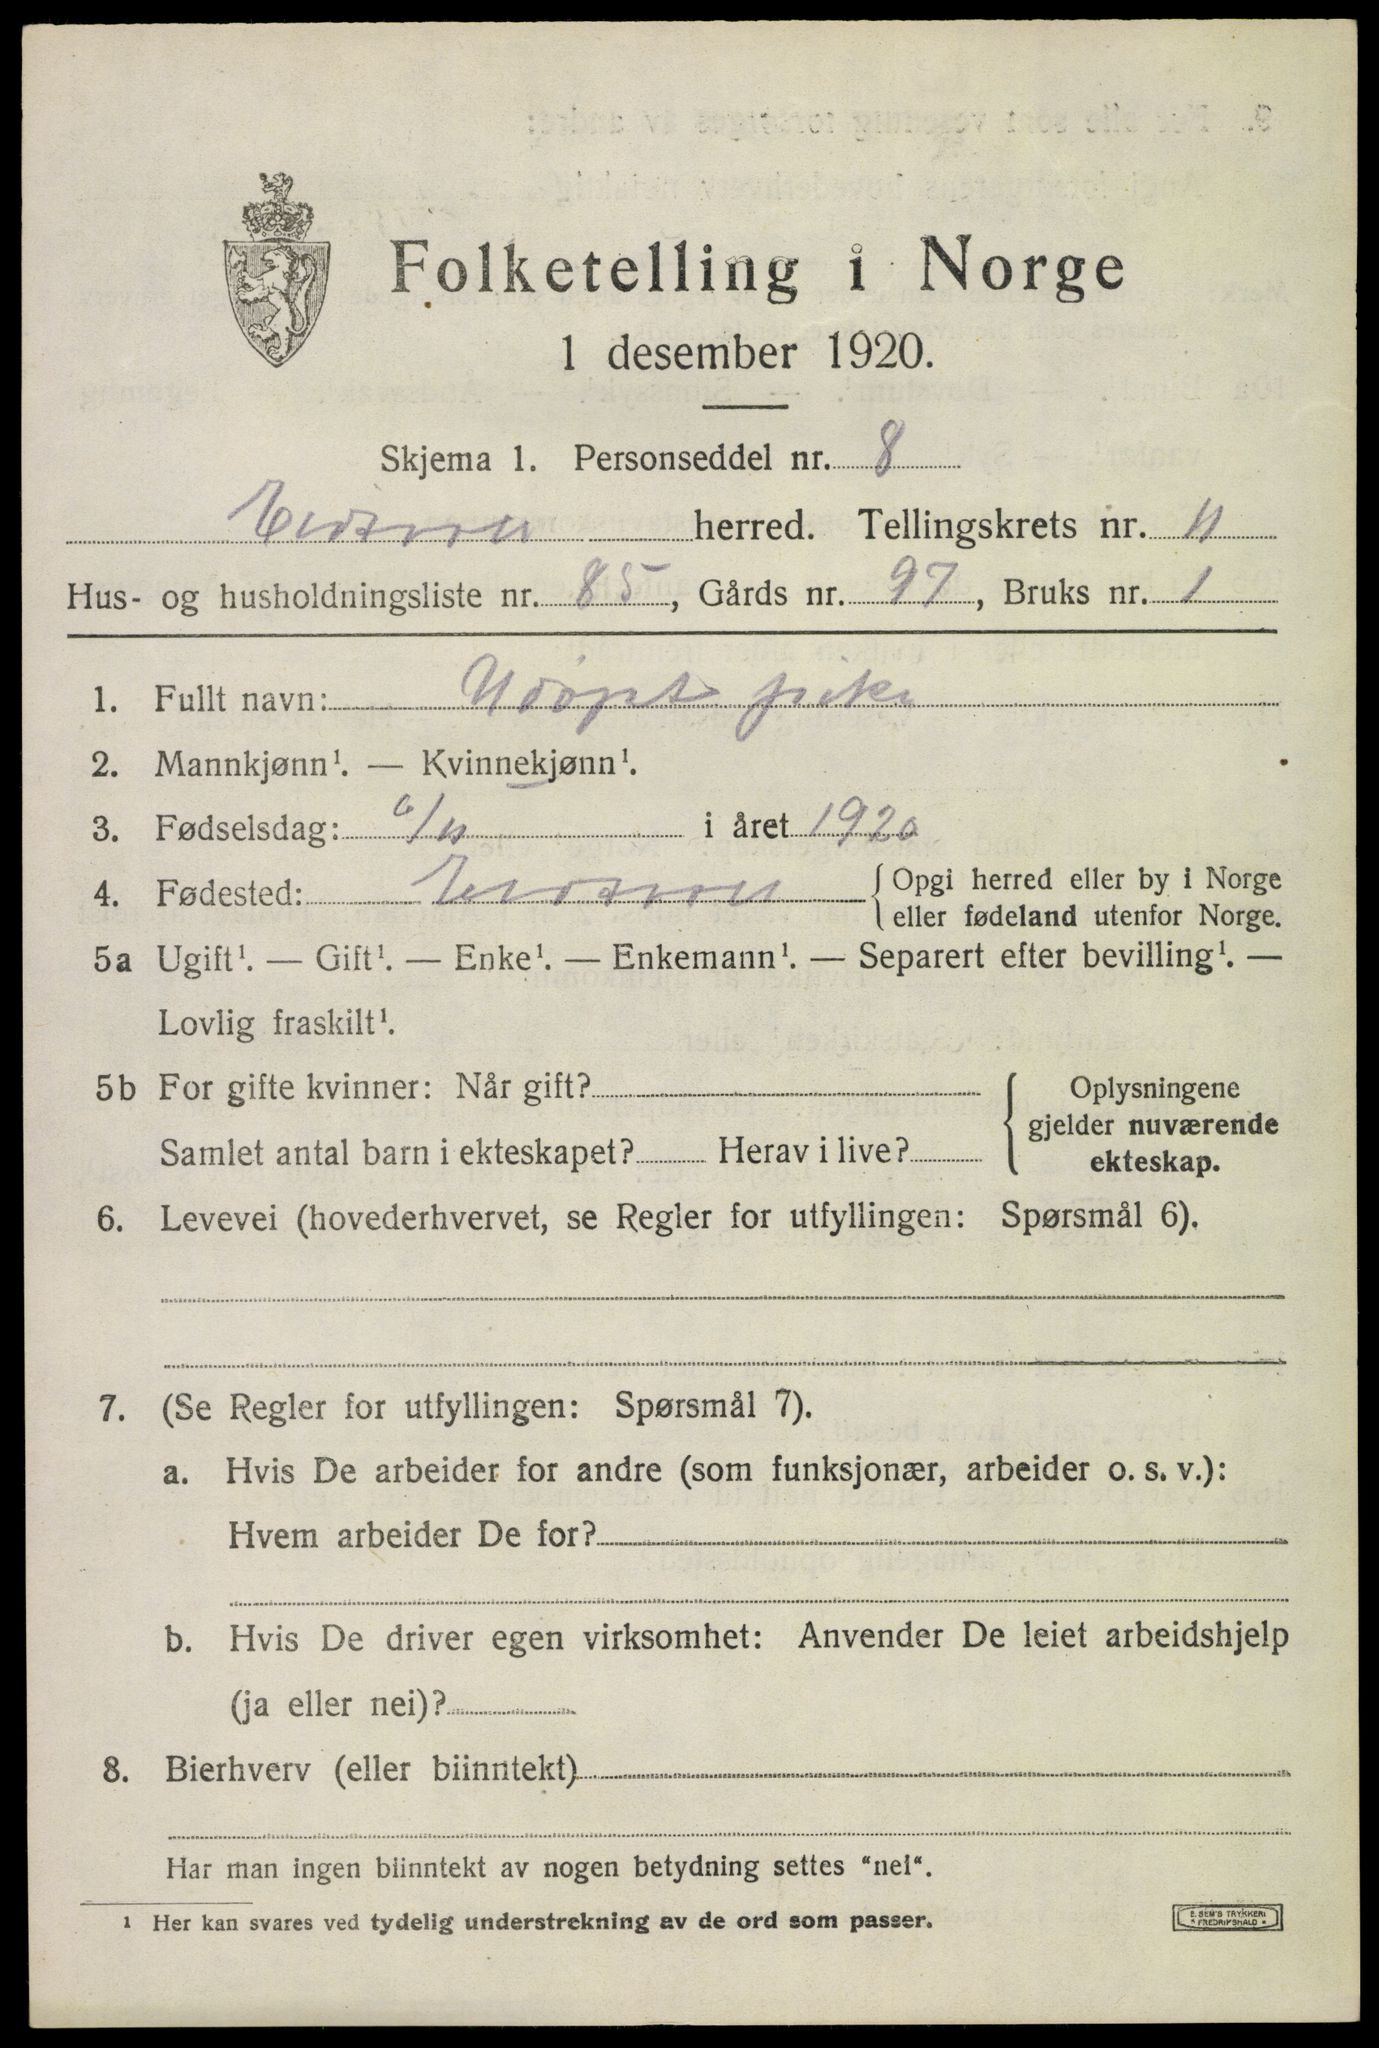 Folketelling i Norge
1 desember 1920.
Skjema 1. Personseddel nr. 8
Eidsvoll herred. Tellingskrets nr. 11
Hus- og husholdningsliste nr. 85, Gårds nr. 97, Bruks nr. 1
1. Fullt navn: Udøpt pike
2. Mannkjønn¹. — Kvinnekjønn¹.
3. Fødselsdag: 6/11 i året 1920
4. Fødested: Eidsvoll {Opgi herred eller by i Norge
eller fødeland utenfor Norge.
5a Ugift¹. — Gift¹. — Enke¹. — Enkemann¹. — Separert efter bevilling¹. —
Lovlig fraskilt¹.
5b For gifte kvinner: Når gift? { Oplysningene
gjelder nuværende
Samlet antal barn i ekteskapet? Herav i live? ekteskap.
6. Levevei (hovederhvervet, se Regler for utfyllingen: Spørsmål 6).
7. (Se Regler for utfyllingen: Spørsmål 7).
a. Hvis De arbeider for andre (som funksjonær, arbeider o. s. v.):
Hvem arbeider De for?
b. Hvis De driver egen virksomhet: Anvender De leiet arbeidshjelp
(ja eller nei)?
8. Bierhverv (eller biinntekt)
Har man ingen biinntekt av nogen betydning settes "nei".
1 Her kan svares ved tydelig understrekning av de ord som passer.
E. SEM'S TRYKKERI
FREDRIKSHALD